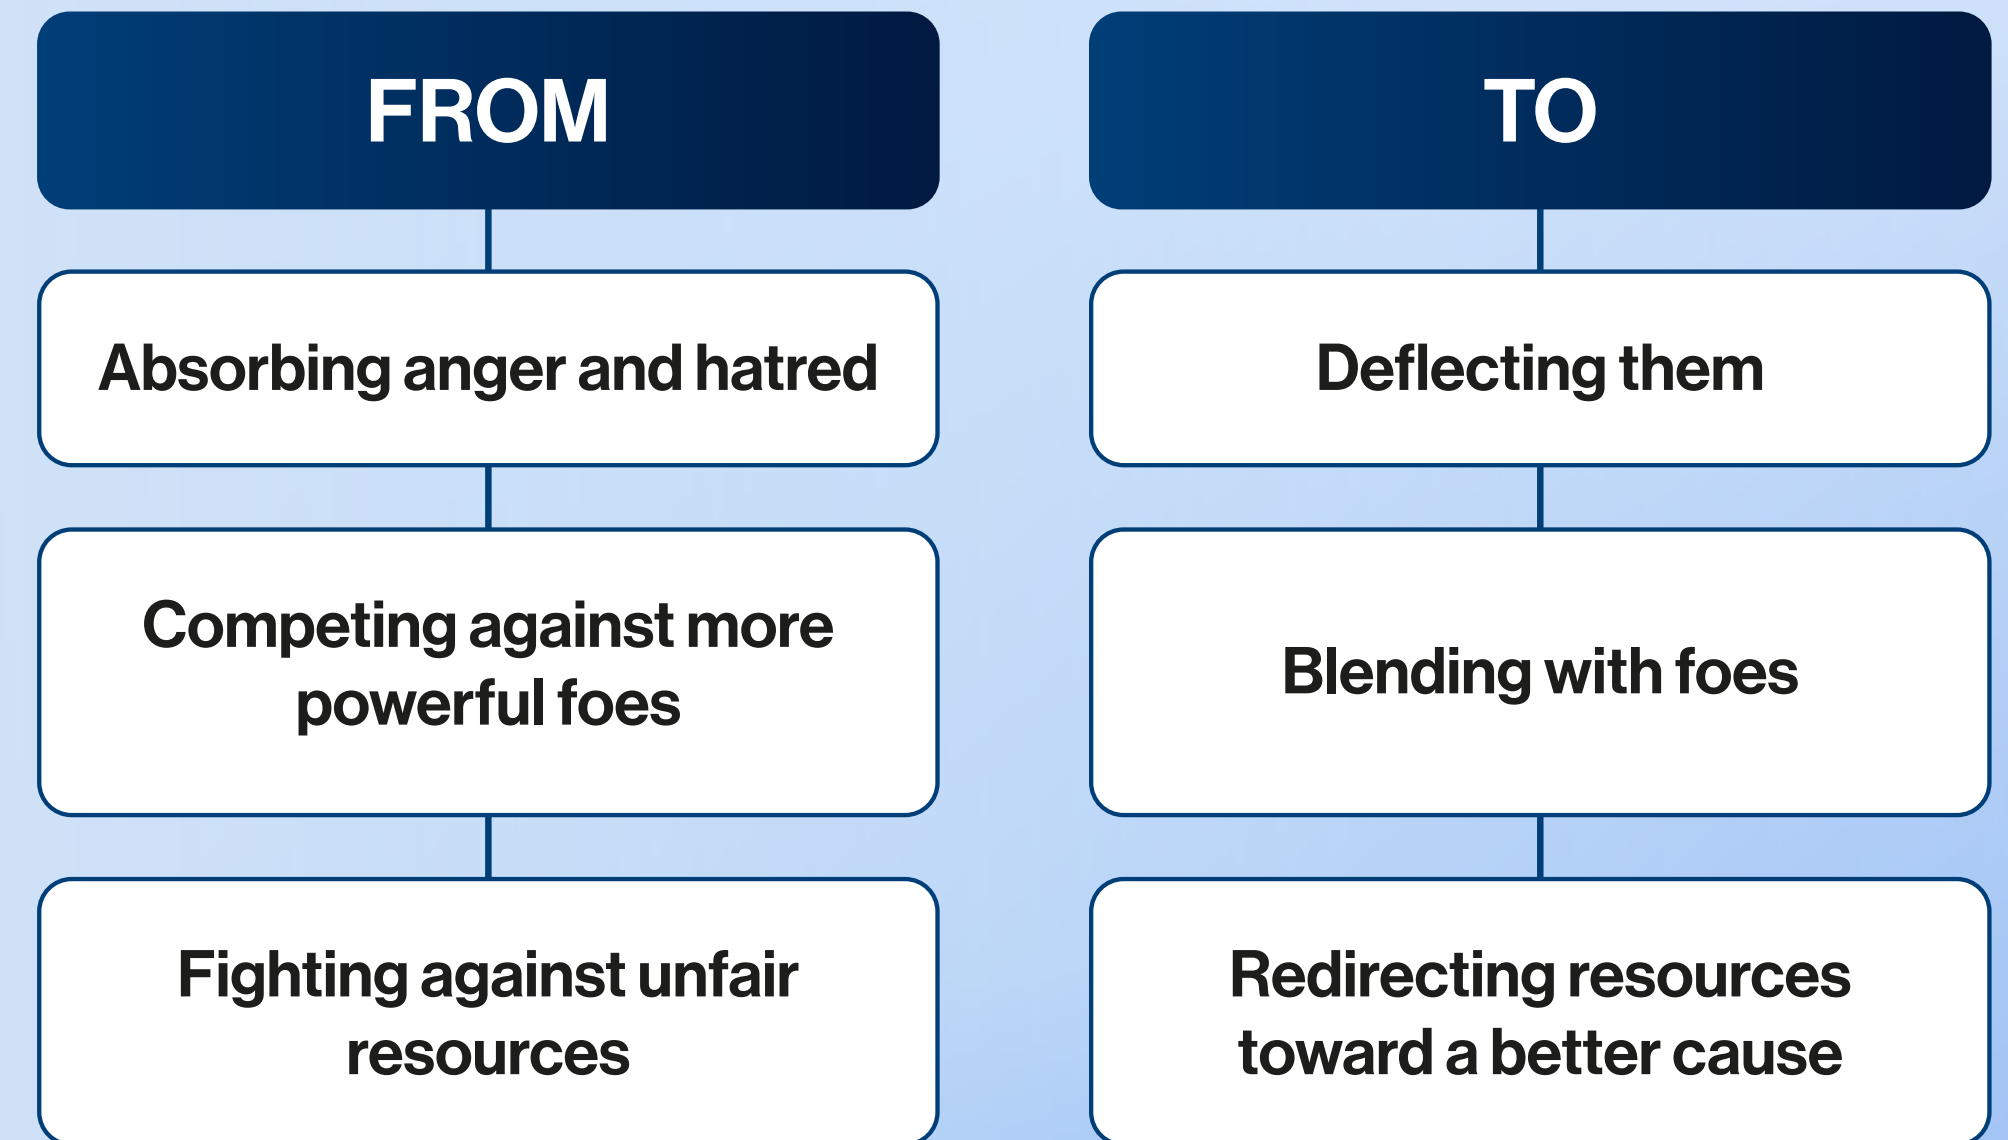 FROM
Absorbing anger and hatred
Competing against more
powerful foes
Fighting against unfair
resources
TO
Deflecting them
Blending with foes
Redirecting resources
toward a better cause